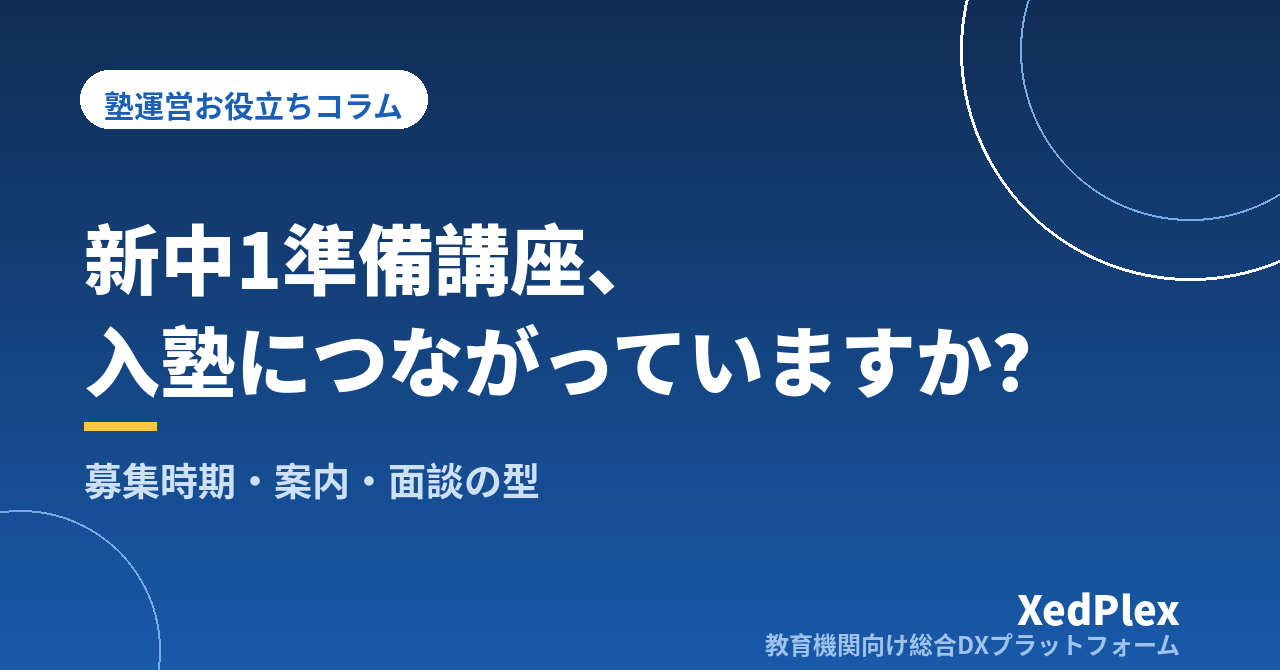 塾運営お役立ちコラム
新中1準備講座、
入塾につながっていますか?
募集時期・案内・面談の型
XedPlex
教育機関向け総合DXプラットフォーム